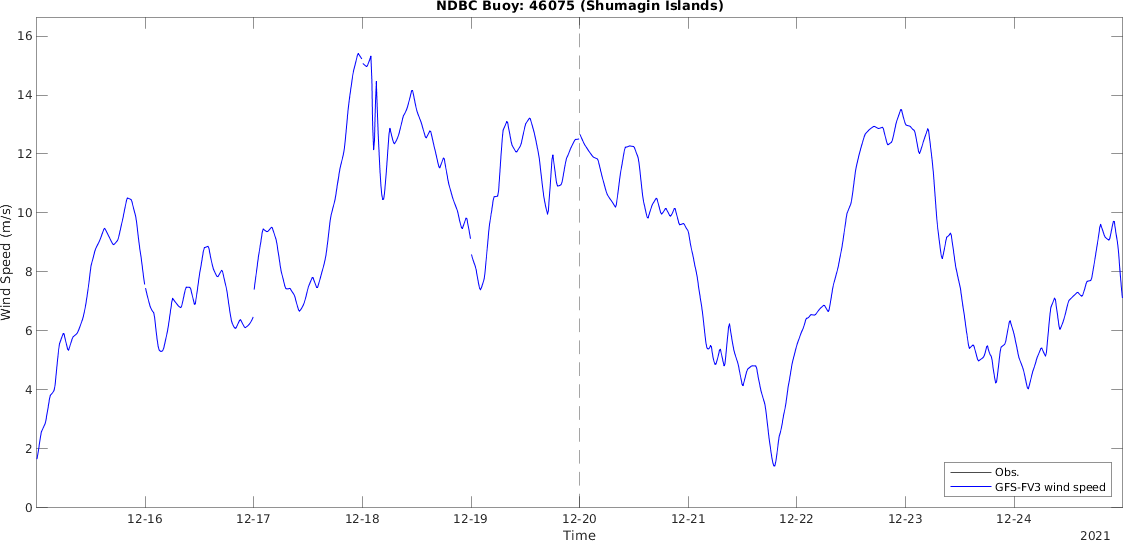 NDBC Buoy: 46075 (Shumagin Islands)
16
14
12
10
8
6
4
2
0
Wind Speed (m/s)
Obs.
GFS-FV3 wind speed
12-16 12-17 12-18 12-19 12-20 12-21 12-22 12-23 12-24
Time
2021